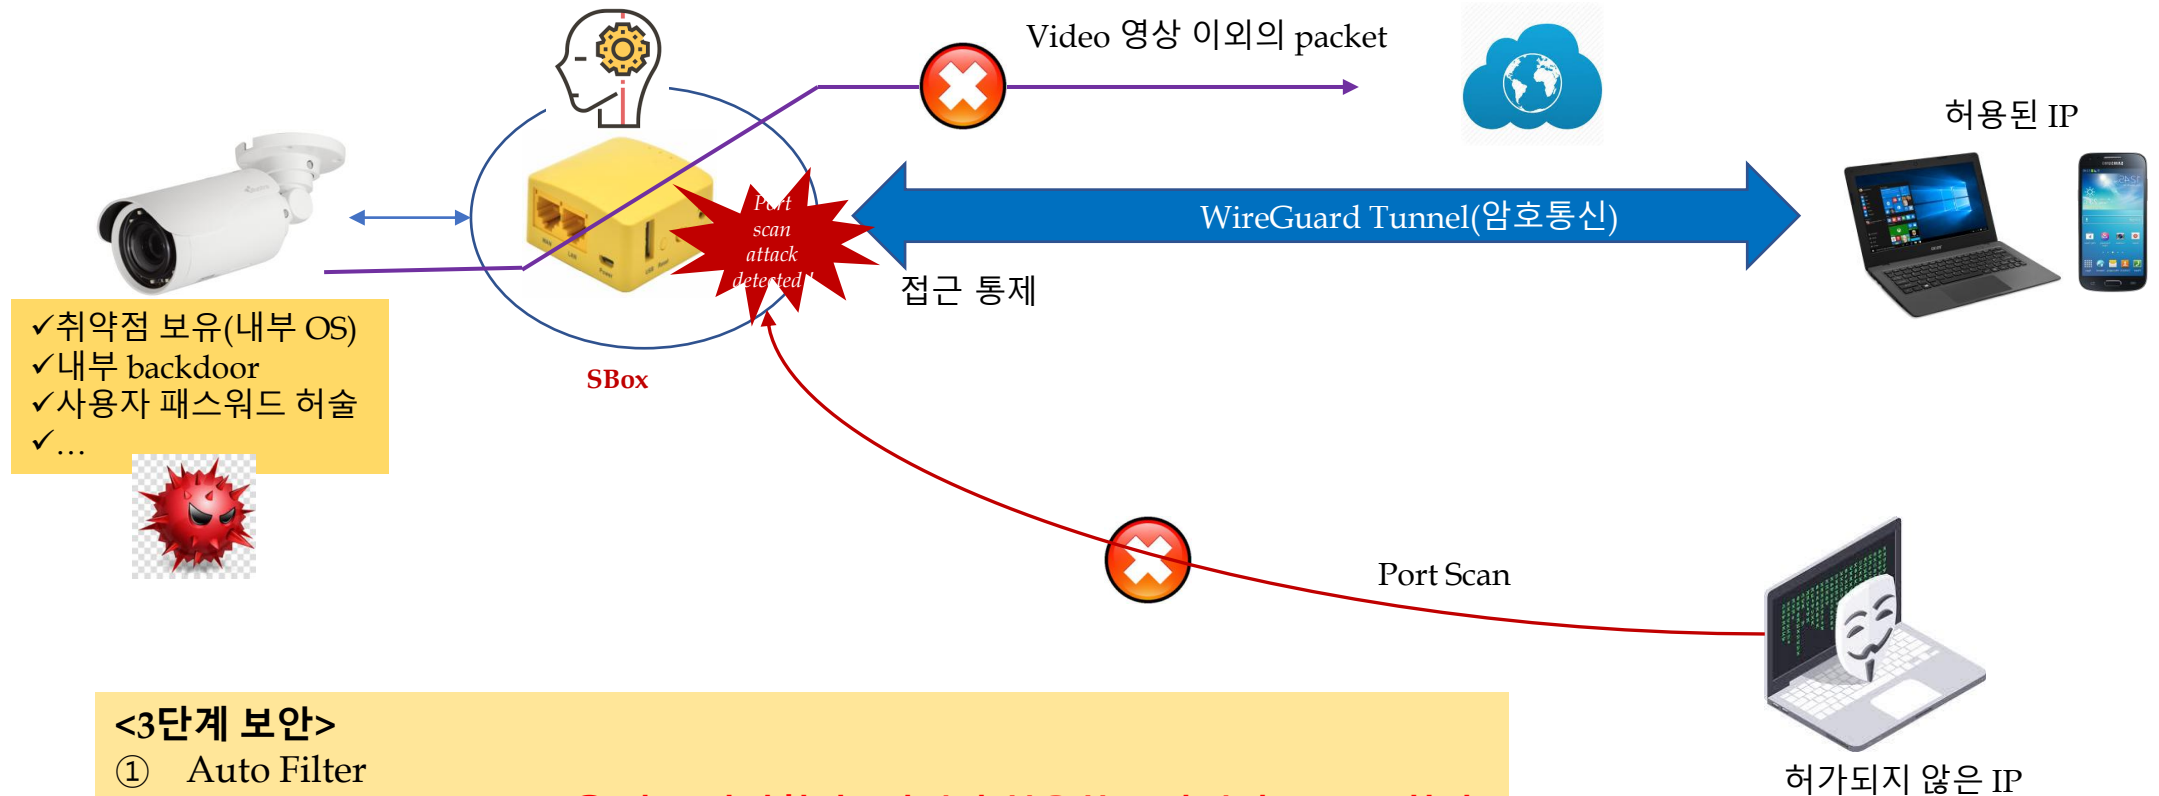 Video 영상 이외의 packet
허용된 IP
Port
scan
attack
detected!
WireGuard Tunnel(암호통신)
접근 통제
✓취약점 보유(내부 OS)
✓내부 backdoor
✓사용자 패스워드 허술
✓…
SBox
Port Scan
허가되지 않은 IP
<3단계 보안>
① Auto Filter